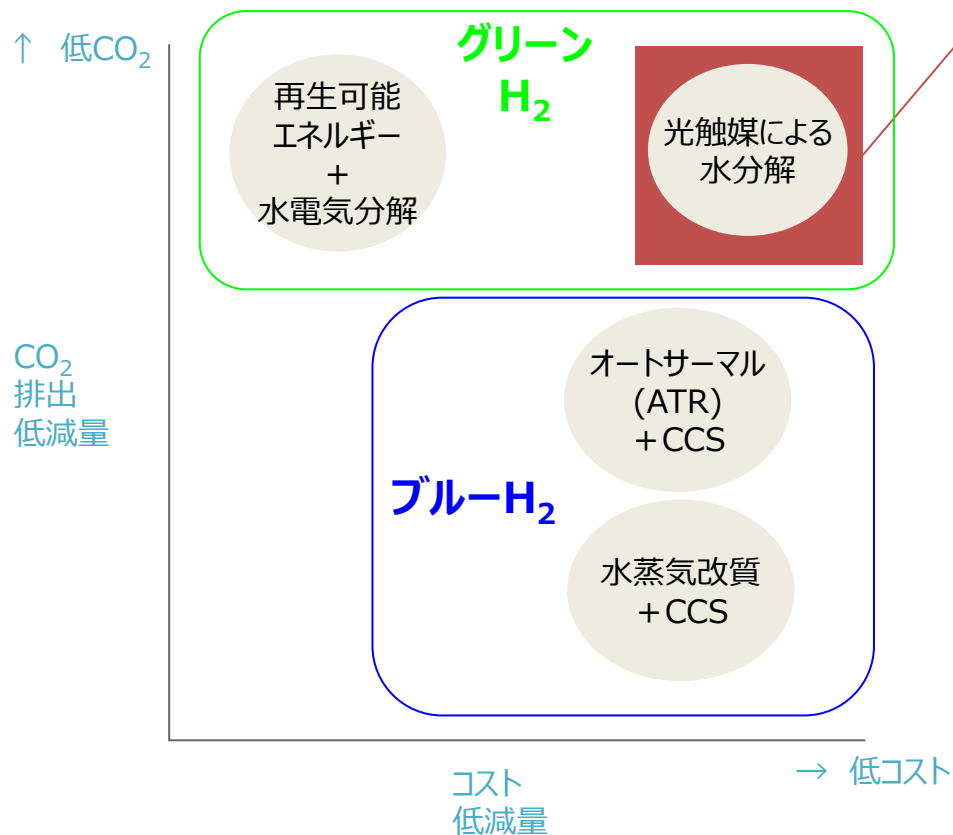 ↑ 低CO₂
グリーン
H₂
再生可能
エネルギー
+
水電気分解
光触媒による
水分解
CO₂
排出
低減量
オートサーマル
(ATR)
+CCS
ブルーH₂
水蒸気改質
+CCS
→ 低コスト
コスト
低減量